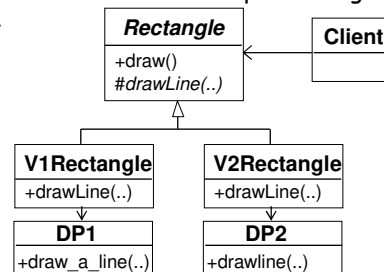 Rectangle
+draw()
#drawLine(..)
Client
V1Rectangle
+drawLine(..)
V2Rectangle
+drawLine(..)
DP1
+draw_a_line(..)
DP2
+drawline(..)